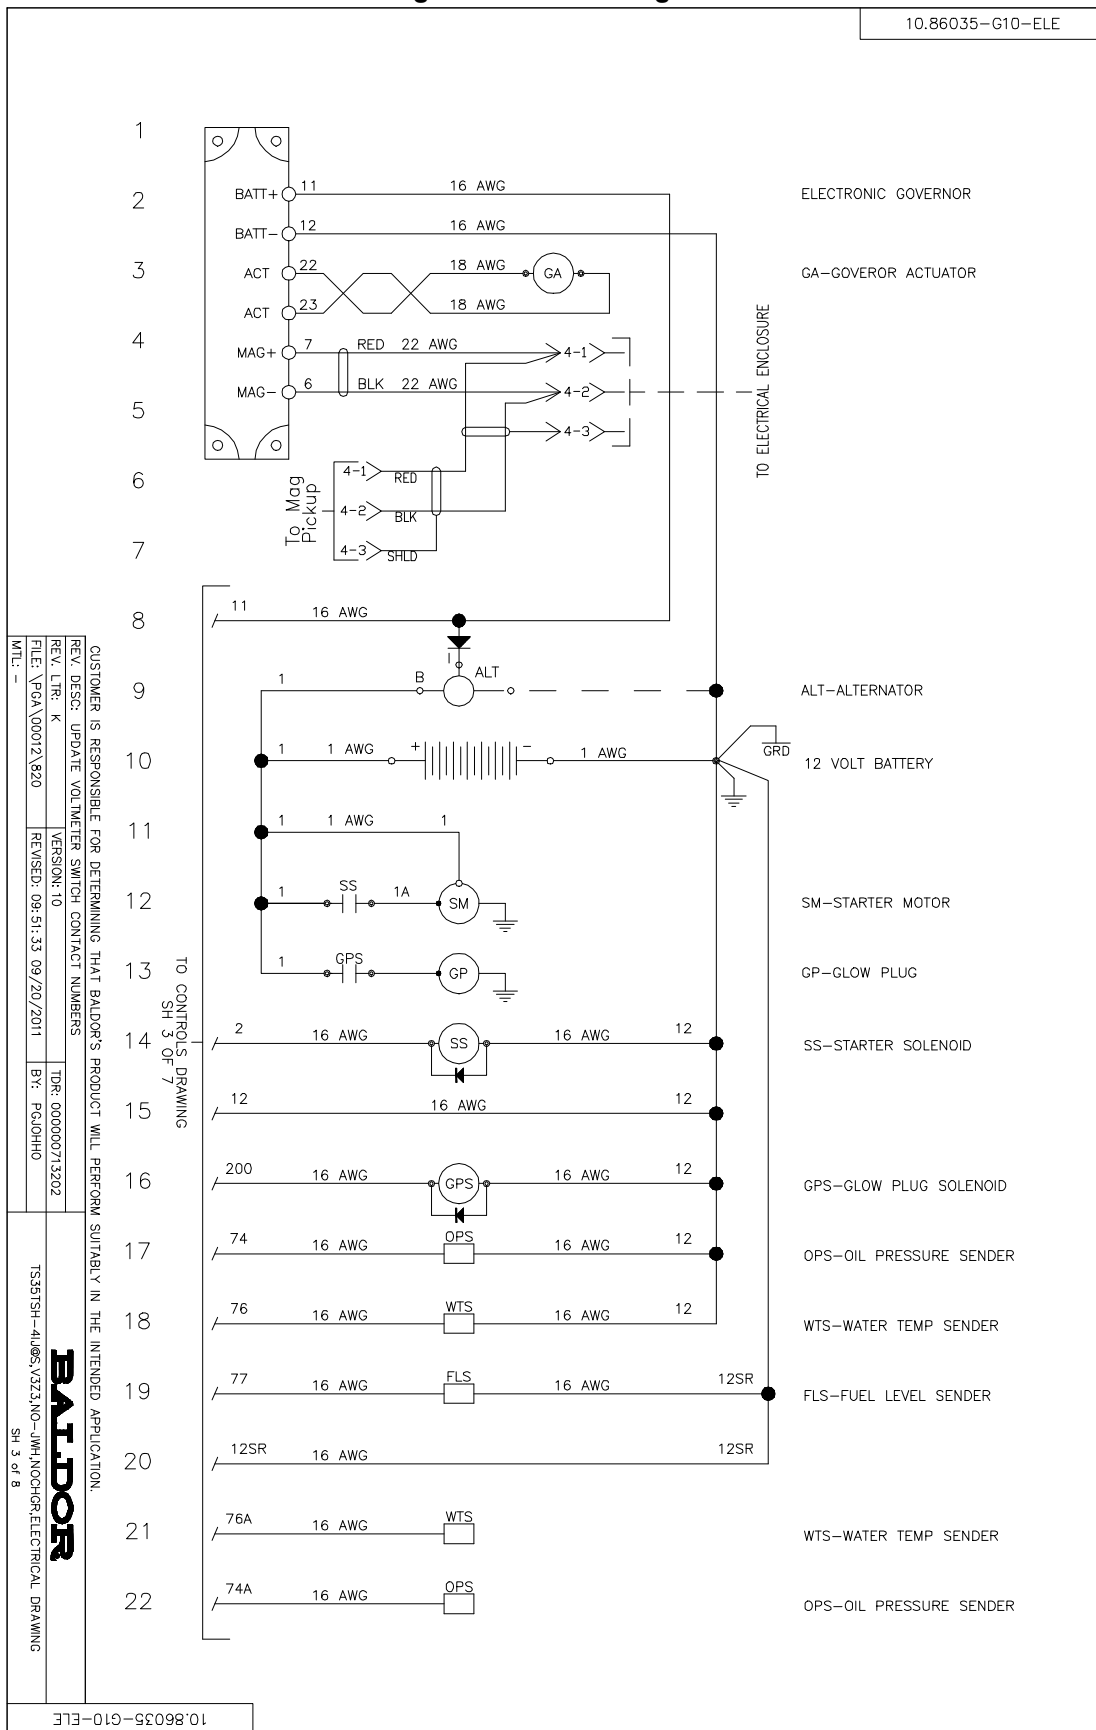 10.86035-G10-ELE
1
2 BATT+ 11 16 AWG ELECTRONIC GOVERNOR
BATT- 12 16 AWG
3 ACT 22 18 AWG GA GA-GOVEROR ACTUATOR
ACT 23 18 AWG
4 MAG+ 7 RED 22 AWG 4-1
MAG- 6 BLK 22 AWG 4-2
5 4-3
TO ELECTRICAL ENCLOSURE
6 4-1 RED
To Mag
Pickup
4-2 BLK
7 4-3 SHLD
8 11 16 AWG
I
9 1 B ALT ALT-ALTERNATOR
10 1 1 AWG + - 1 AWG GRD 12 VOLT BATTERY
11 1 1 AWG 1
12 1 SS 1A SM SM-STARTER MOTOR
13 1 GPS GP GP-GLOW PLUG
TO CONTROLS DRAWING
SH 3 OF 7
14 2 16 AWG SS 16 AWG 12 SS-STARTER SOLENOID
15 12 16 AWG 12
16 200 16 AWG GPS 16 AWG 12 GPS-GLOW PLUG SOLENOID
17 74 16 AWG OPS 16 AWG 12 OPS-OIL PRESSURE SENDER
18 76 16 AWG WTS 16 AWG 12 WTS-WATER TEMP SENDER
19 77 16 AWG FLS 16 AWG 12SR FLS-FUEL LEVEL SENDER
20 12SR 16 AWG 12SR
21 76A 16 AWG WTS WTS-WATER TEMP SENDER
22 74A 16 AWG OPS OPS-OIL PRESSURE SENDER
CUSTOMER IS RESPONSIBLE FOR DETERMINING THAT BALDOR'S PRODUCT WILL PERFORM SUITABLY IN THE INTENDED APPLICATION.
REV. DESC: UPDATE VOLTMETER SWITCH CONTACT NUMBERS
REV. LTR: K VERSION: 10 TDR: 000000713202
FILE: \PGA\00012\820 REVISED: 09:51:33 09/20/2011 BY: PGJOHHO
MTL: -
BALDOR
TS35TSH-4IJ@S,V3Z3,NO-JWH,NOCHGR,ELECTRICAL DRAWING
SH 3 of 8
10.86035-G10-ELE